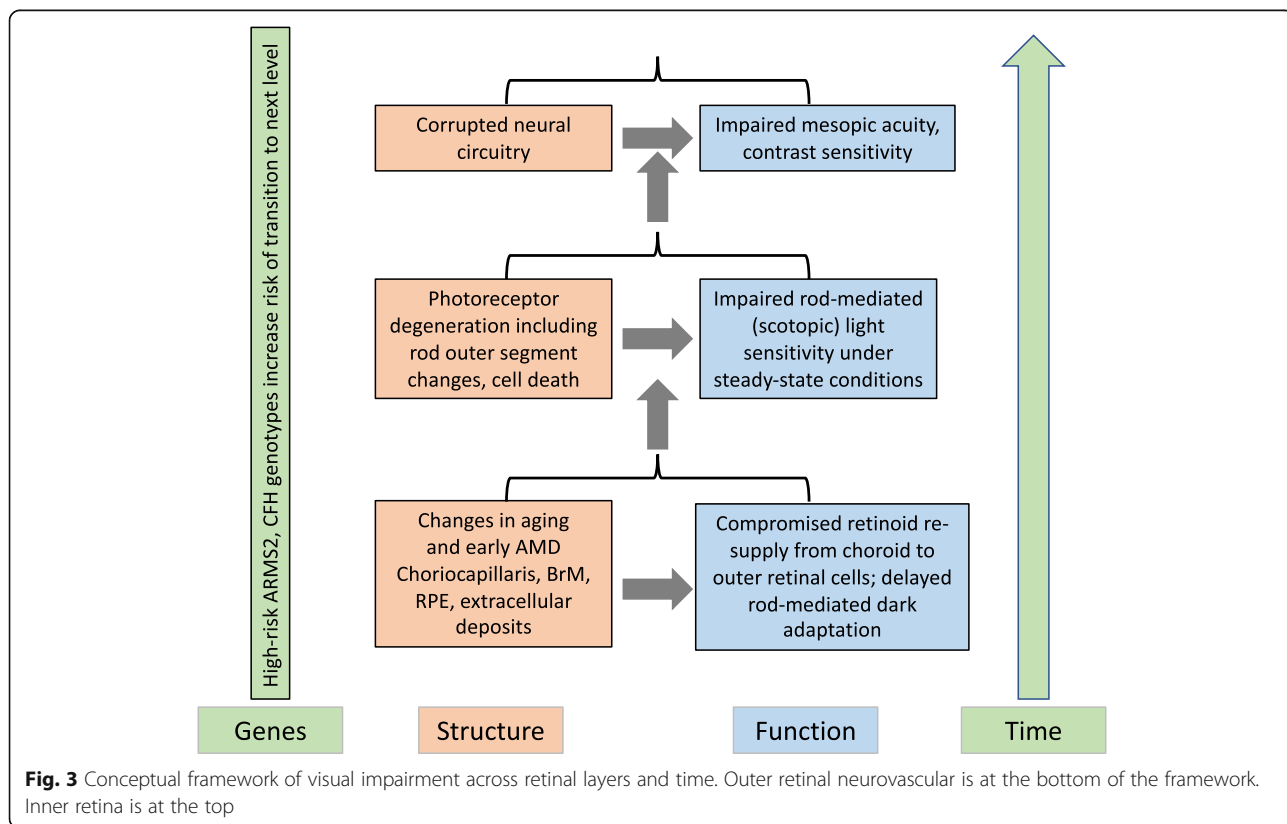 High-risk ARMS2, CFH genotypes increase risk of transition to next level
Corrupted neural
circuitry
Impaired mesopic acuity,
contrast sensitivity
Photoreceptor
degeneration including
rod outer segment
changes, cell death
Impaired rod-mediated
(scotopic) light
sensitivity under
steady-state conditions
Changes in aging
and early AMD
Choriocapillaris, BrM,
RPE, extracellular
deposits
Compromised retinoid re-
supply from choroid to
outer retinal cells; delayed
rod-mediated dark
adaptation
Genes
Structure
Function
Time
Fig. 3 Conceptual framework of visual impairment across retinal layers and time. Outer retinal neurovascular is at the bottom of the framework.
Inner retina is at the top